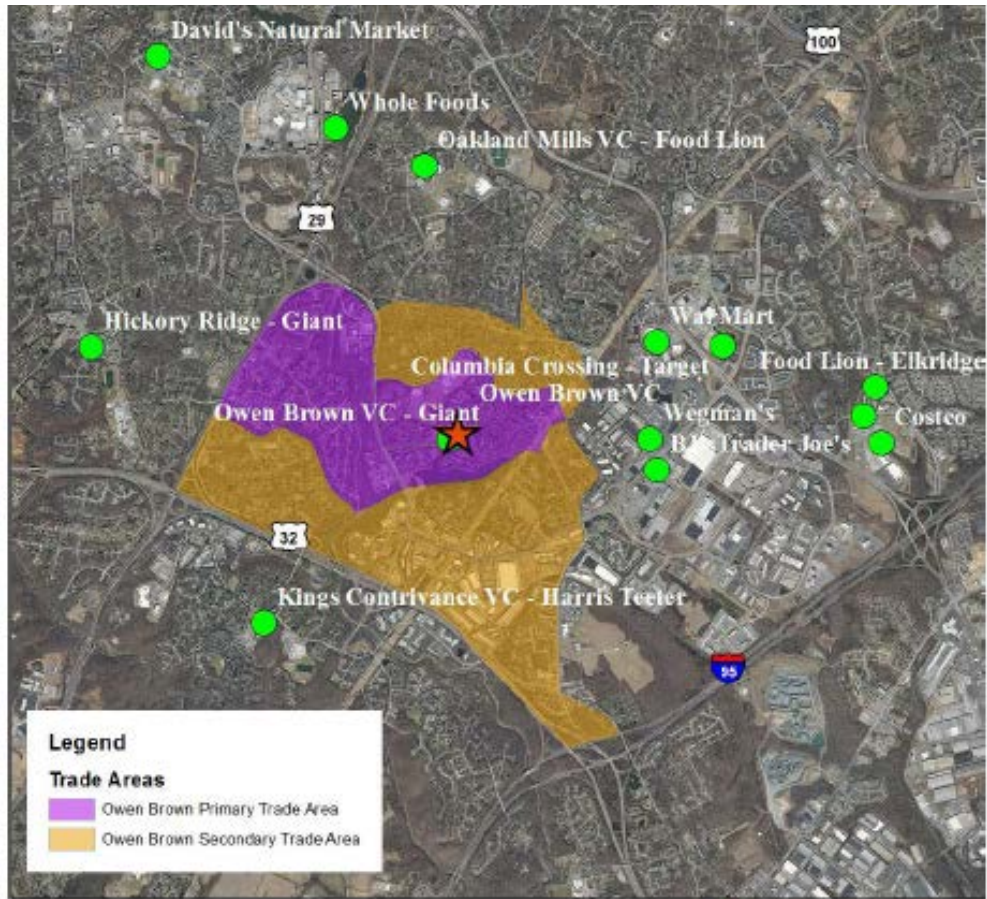 David's Natural Market
100
Whole Foods
Oakland Mills VC - Food Lion
29
Hickory Ridge - Giant
Wal Mart
Columbia Crossing - Target
Food Lion - Elkridge
Owen Brown VC
Owen Brown VC - Giant
Wegman's
Costco
Trader Joe's
32
Kings Contrivance VC - Harris Teeter
95
Legend
Trade Areas
Owen Brown Primary Trade Area
Owen Brown Secondary Trade Area